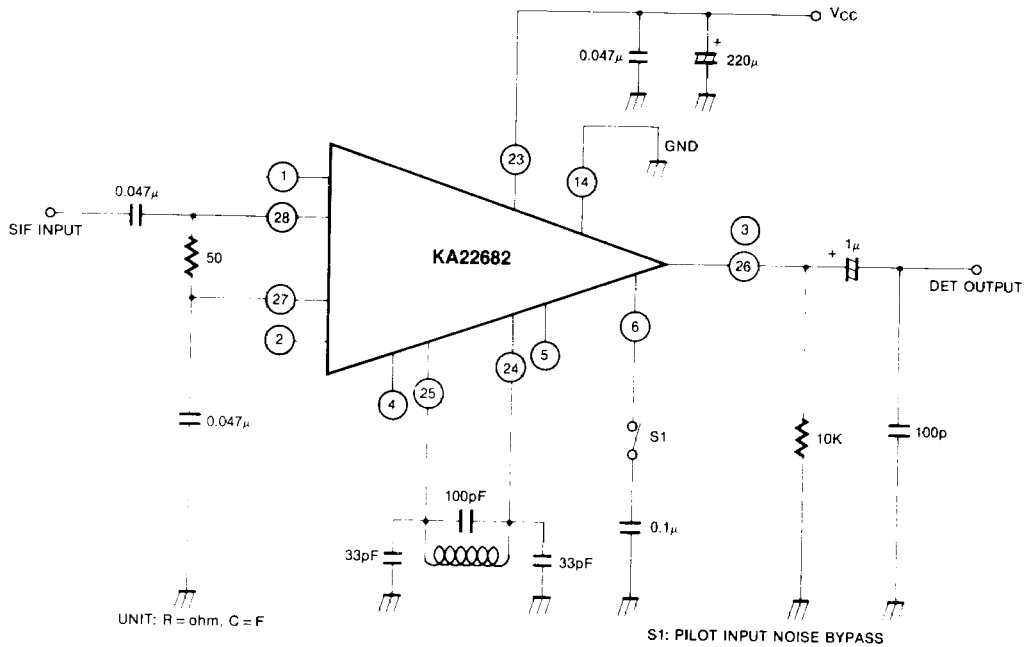 VCC
0.047μ
+
220μ
GND
23
14
1
0.047μ
28
SIF INPUT
50
KA22682
3
+
1μ
26
DET OUTPUT
27
2
6
5
24
4
25
0.047μ
S1
10K
100p
100pF
0.1μ
33pF
33pF
UNIT: R = ohm, C = F
S1: PILOT INPUT NOISE BYPASS